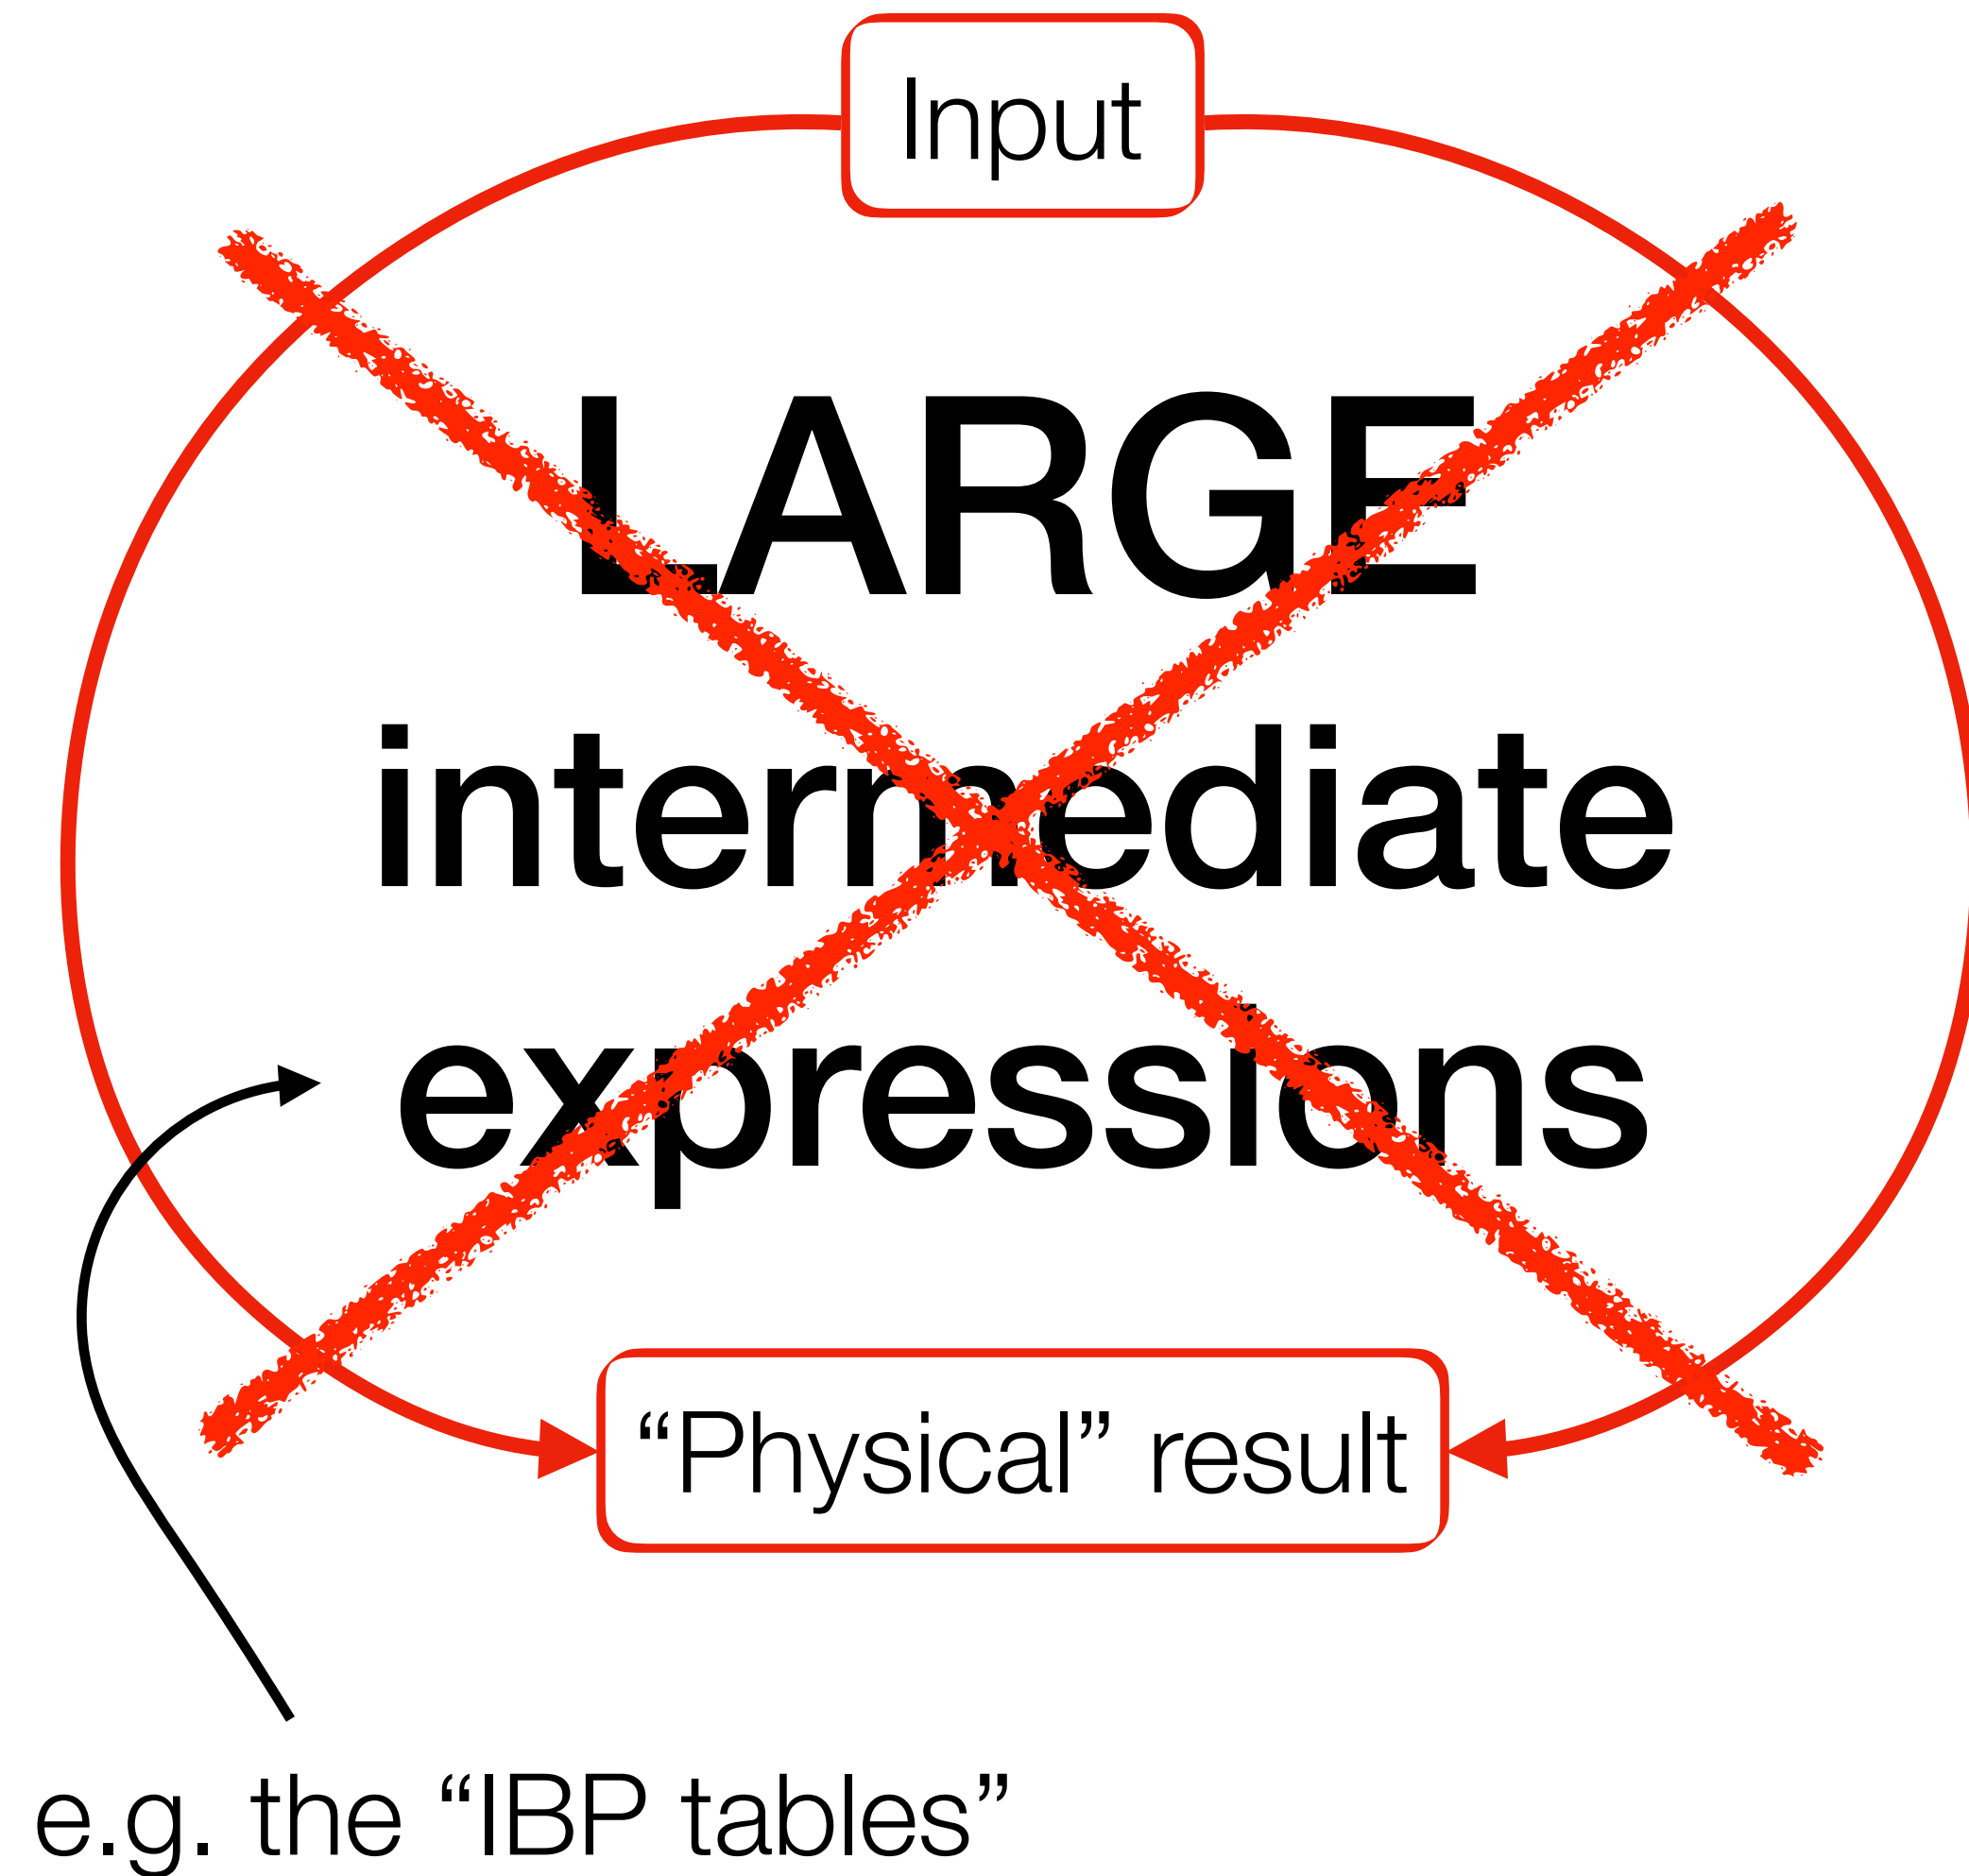 Input
LARGE
intermediate
expressions
“Physical” result
e.g. the “IBP tables”